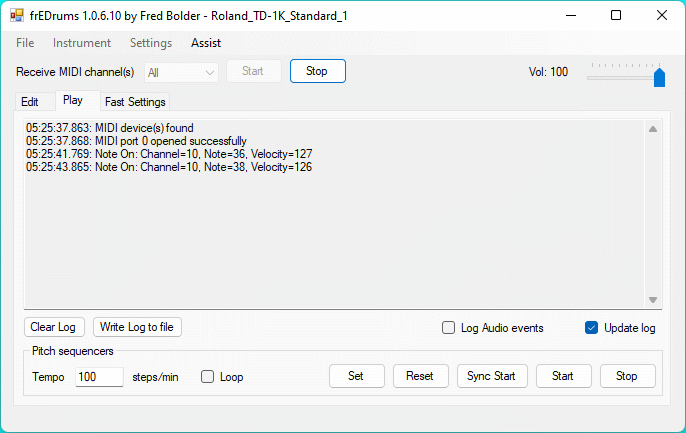 frEDrums 1.0.6.10 by Fred Bolder - Roland_TD-1K_Standard_1
File Instrument Settings Assist
Receive MIDI channel(s) All Start Stop Vol: 100
Edit Play Fast Settings
05:25:37.863: MIDI device(s) found
05:25:37.868: MIDI port 0 opened successfully
05:25:41.769: Note On: Channel=10, Note=36, Velocity=127
05:25:43.865: Note On: Channel=10, Note=38, Velocity=126
Clear Log Write Log to file Log Audio events Update log
Pitch sequencers
Tempo 100 steps/min Loop Set Reset Sync Start Start Stop